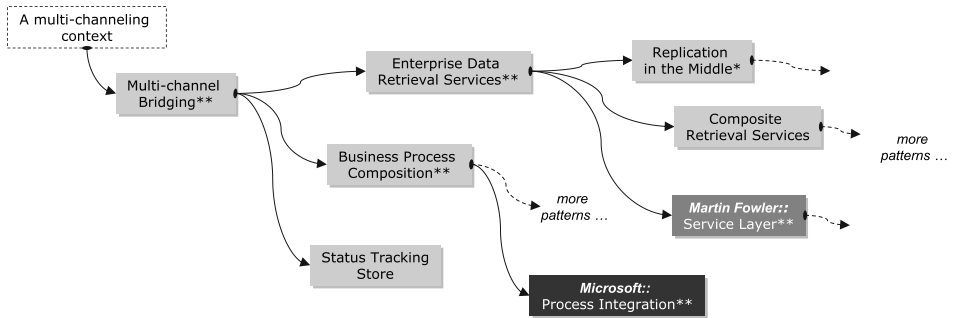 A multi-channeling
context
Multi-channel
Bridging**
Enterprise Data
Retrieval Services**
Replication
in the Middle*
Composite
Retrieval Services
more
patterns …
Business Process
Composition**
more
patterns …
Martin Fowler::
Service Layer**
Status Tracking
Store
Microsoft::
Process Integration**